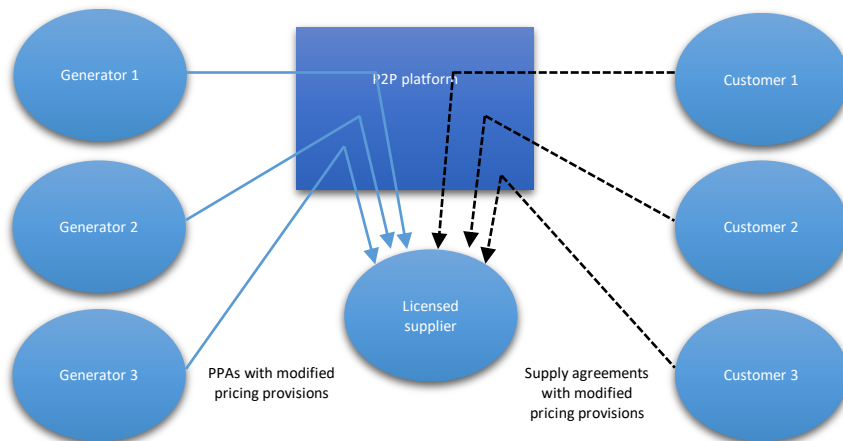 Generator 1
P2P platform
Customer 1
Generator 2
Customer 2
Licensed
supplier
Generator 3
PPAs with modified
pricing provisions
Supply agreements
with modified
pricing provisions
Customer 3